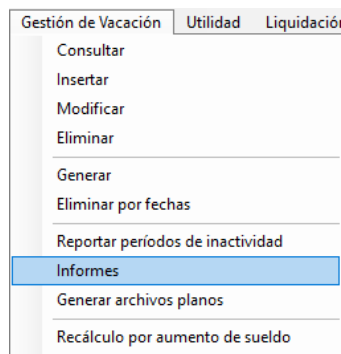 Gestión de Vacación Utilidad Liquidación
Consultar
Insertar
Modificar
Eliminar
Generar
Eliminar por fechas
Reportar períodos de inactividad
Informes
Generar archivos planos
Recálculo por aumento de sueldo